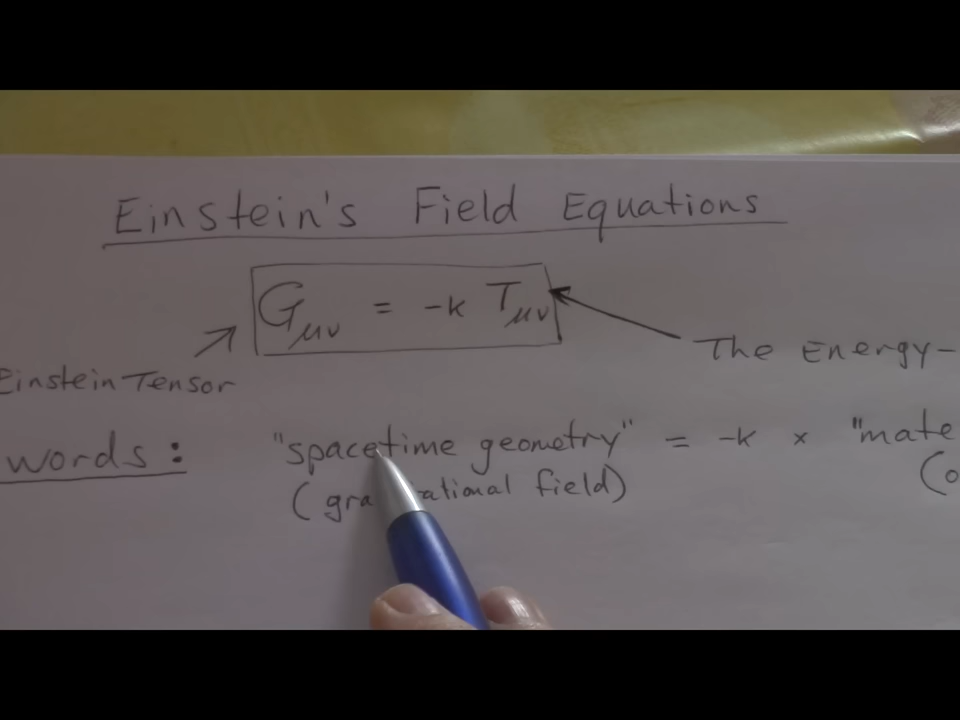 Einstein's Field Equations
Gμν = -k Tμν
The Energy-
Einstein Tensor
words: "spacetime geometry" = -k × "mate
(gra ational field) (o